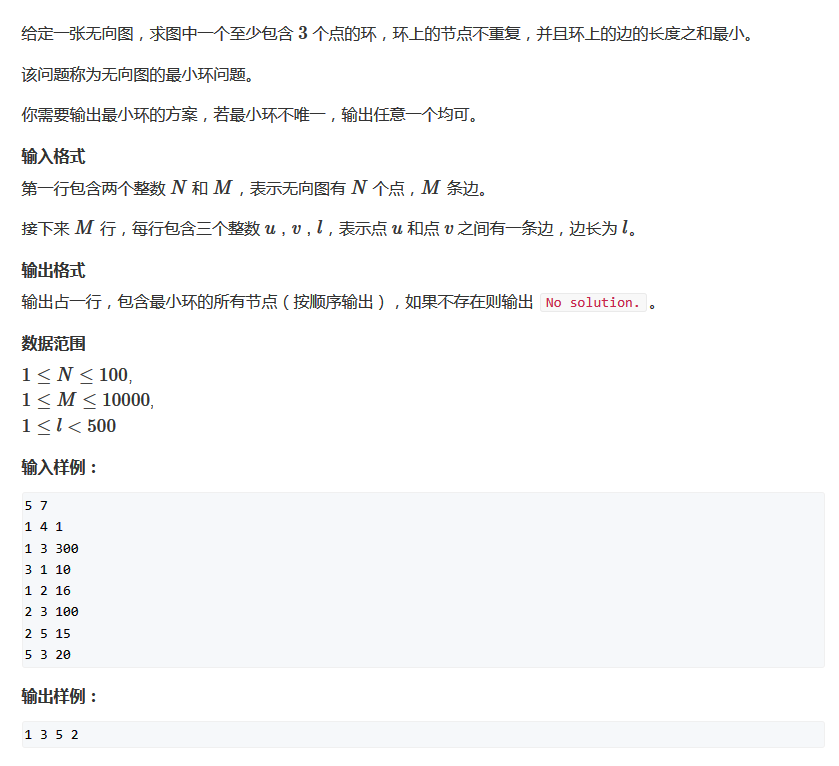 给定一张无向图，求图中一个至少包含 3 个点的环，环上的节点不重复，并且环上的边的长度之和最小。
该问题称为无向图的最小环问题。
你需要输出最小环的方案，若最小环不唯一，输出任意一个均可。
输入格式
第一行包含两个整数 N 和 M，表示无向图有 N 个点，M 条边。
接下来 M 行，每行包含三个整数 u，v，l，表示点 u 和点 v 之间有一条边，边长为 l。
输出格式
输出占一行，包含最小环的所有节点（按顺序输出），如果不存在则输出 No solution. 。
数据范围
1 ≤ N ≤ 100,
1 ≤ M ≤ 10000,
1 ≤ l < 500
输入样例：
5 7
1 4 1
1 3 300
3 1 10
1 2 16
2 3 100
2 5 15
5 3 20
输出样例：
1 3 5 2